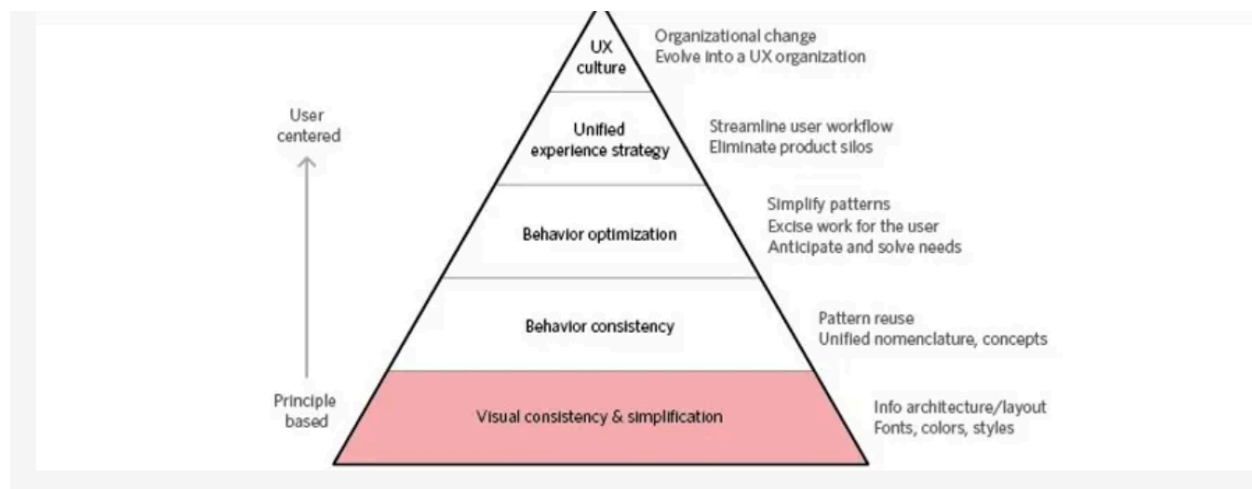 UX
culture
Organizational change
Evolve into a UX organization
User
centered
Unified
experience strategy
Streamline user workflow
Eliminate product silos
Behavior optimization
Simplify patterns
Excise work for the user
Anticipate and solve needs
Behavior consistency
Pattern reuse
Unified nomenclature, concepts
Principle
based
Visual consistency & simplification
Info architecture/layout
Fonts, colors, styles